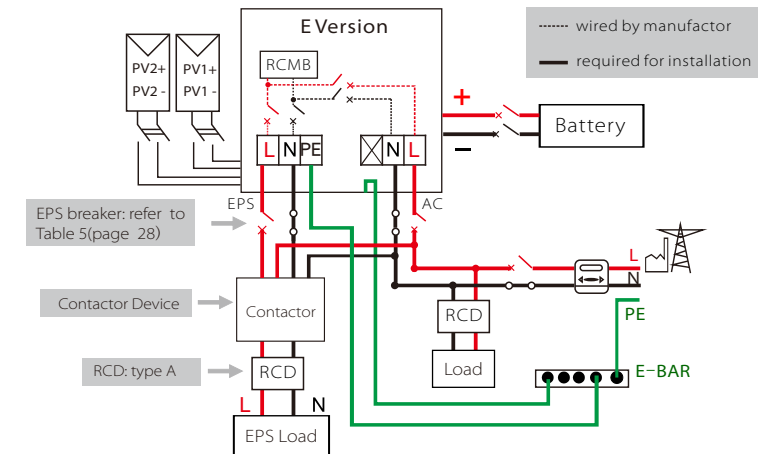 E Version
wired by manufactor
required for installation
RCMB
PV2+
PV2 -
PV1+
PV1 -
+
Battery
L N PE
N L
EPS
AC
EPS breaker: refer to
Table 5(page 28)
L
N
Contactor Device
Contactor
RCD
PE
RCD: type A
RCD
Load
E-BAR
L
N
EPS Load